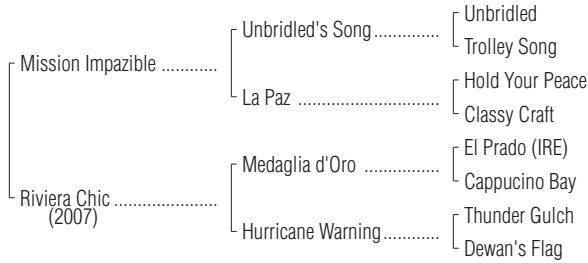 Unbridled
Unbridled's Song
Trolley Song
Mission Impazible
Hold Your Peace
La Paz
Classy Craft
El Prado (IRE)
Medaglia d'Oro
Cappucino Bay
Riviera Chic
(2007)
Thunder Gulch
Hurricane Warning
Dewan's Flag